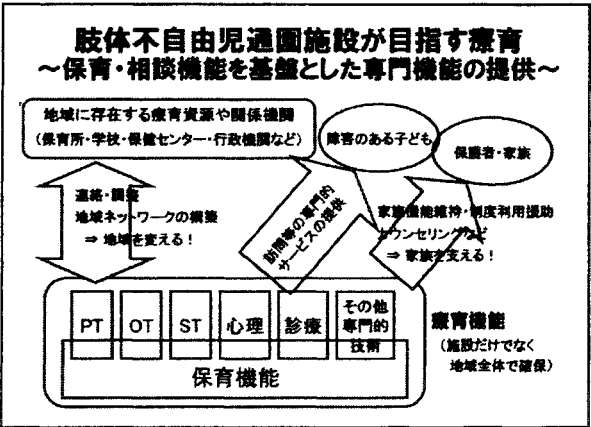 肢体不自由児通園施設が目指す療育
~保育・相談機能を基盤とした専門機能の提供~
地域に存在する療育資源や関係機関
(保育所・学校・保健センター・行政機関など)
障害のある子ども
保護者・家族
連絡・調整
地域ネットワークの構築
⇒ 地域を変える!
訪問等の専門的
サービスの提供
家族機能維持・制度利用援助
カウンセリングなど
⇒ 家族を変える!
PT
OT
ST
心理
診療
その他
専門的
技術
保育機能
療育機能
(施設だけでなく
地域全体で確保)